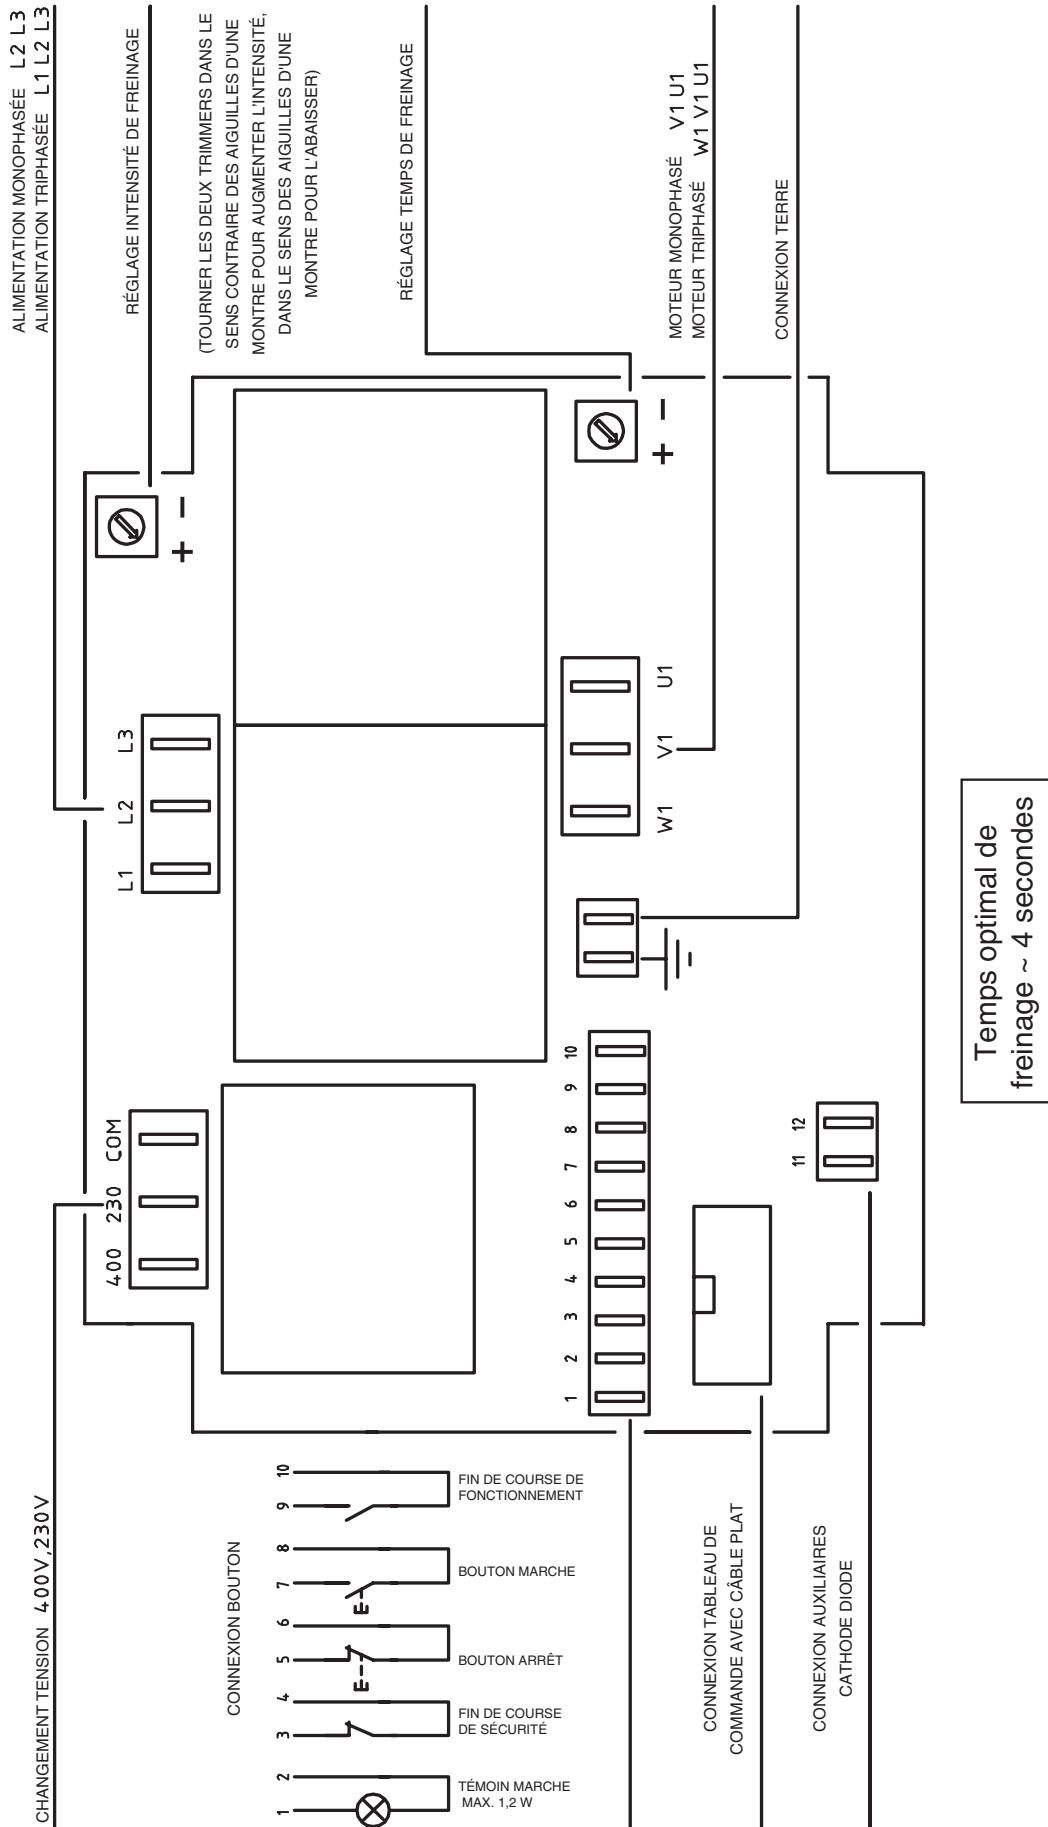 ALIMENTATION MONOPHASÉE L2 L3
ALIMENTATION TRIPHASÉE L1 L2 L3
RÉGLAGE INTENSITÉ DE FREINAGE
(TOURNER LES DEUX TRIMMERS DANS LE
SENS CONTRAIRE DES AIGUILLES D'UNE
MONTRE POUR AUGMENTER L'INTENSITÉ,
DANS LE SENS DES AIGUILLES D'UNE
MONTRE POUR L'ABAISSER)
RÉGLAGE TEMPS DE FREINAGE
MOTEUR MONOPHASÉ V1 U1
MOTEUR TRIPHASÉ W1 V1 U1
CONNEXION TERRE
+ -
+ -
L1 L2 L3
W1 V1 U1
400 230 COM
1 2 3 4 5 6 7 8 9 10
11 12
CHANGEMENT TENSION 400V,230V
CONNEXION BOUTON
1 2 3 4 5 6 7 8 9 10
E
E
TÉMOIN MARCHE
MAX. 1,2 W
FIN DE COURSE
DE SÉCURITÉ
BOUTON ARRÊT
BOUTON MARCHE
FIN DE COURSE DE
FONCTIONNEMENT
CONNEXION TABLEAU DE
COMMANDE AVEC CÂBLE PLAT
CONNEXION AUXILIAIRES
CATHODE DIODE
Temps optimal de
freinage ~ 4 secondes